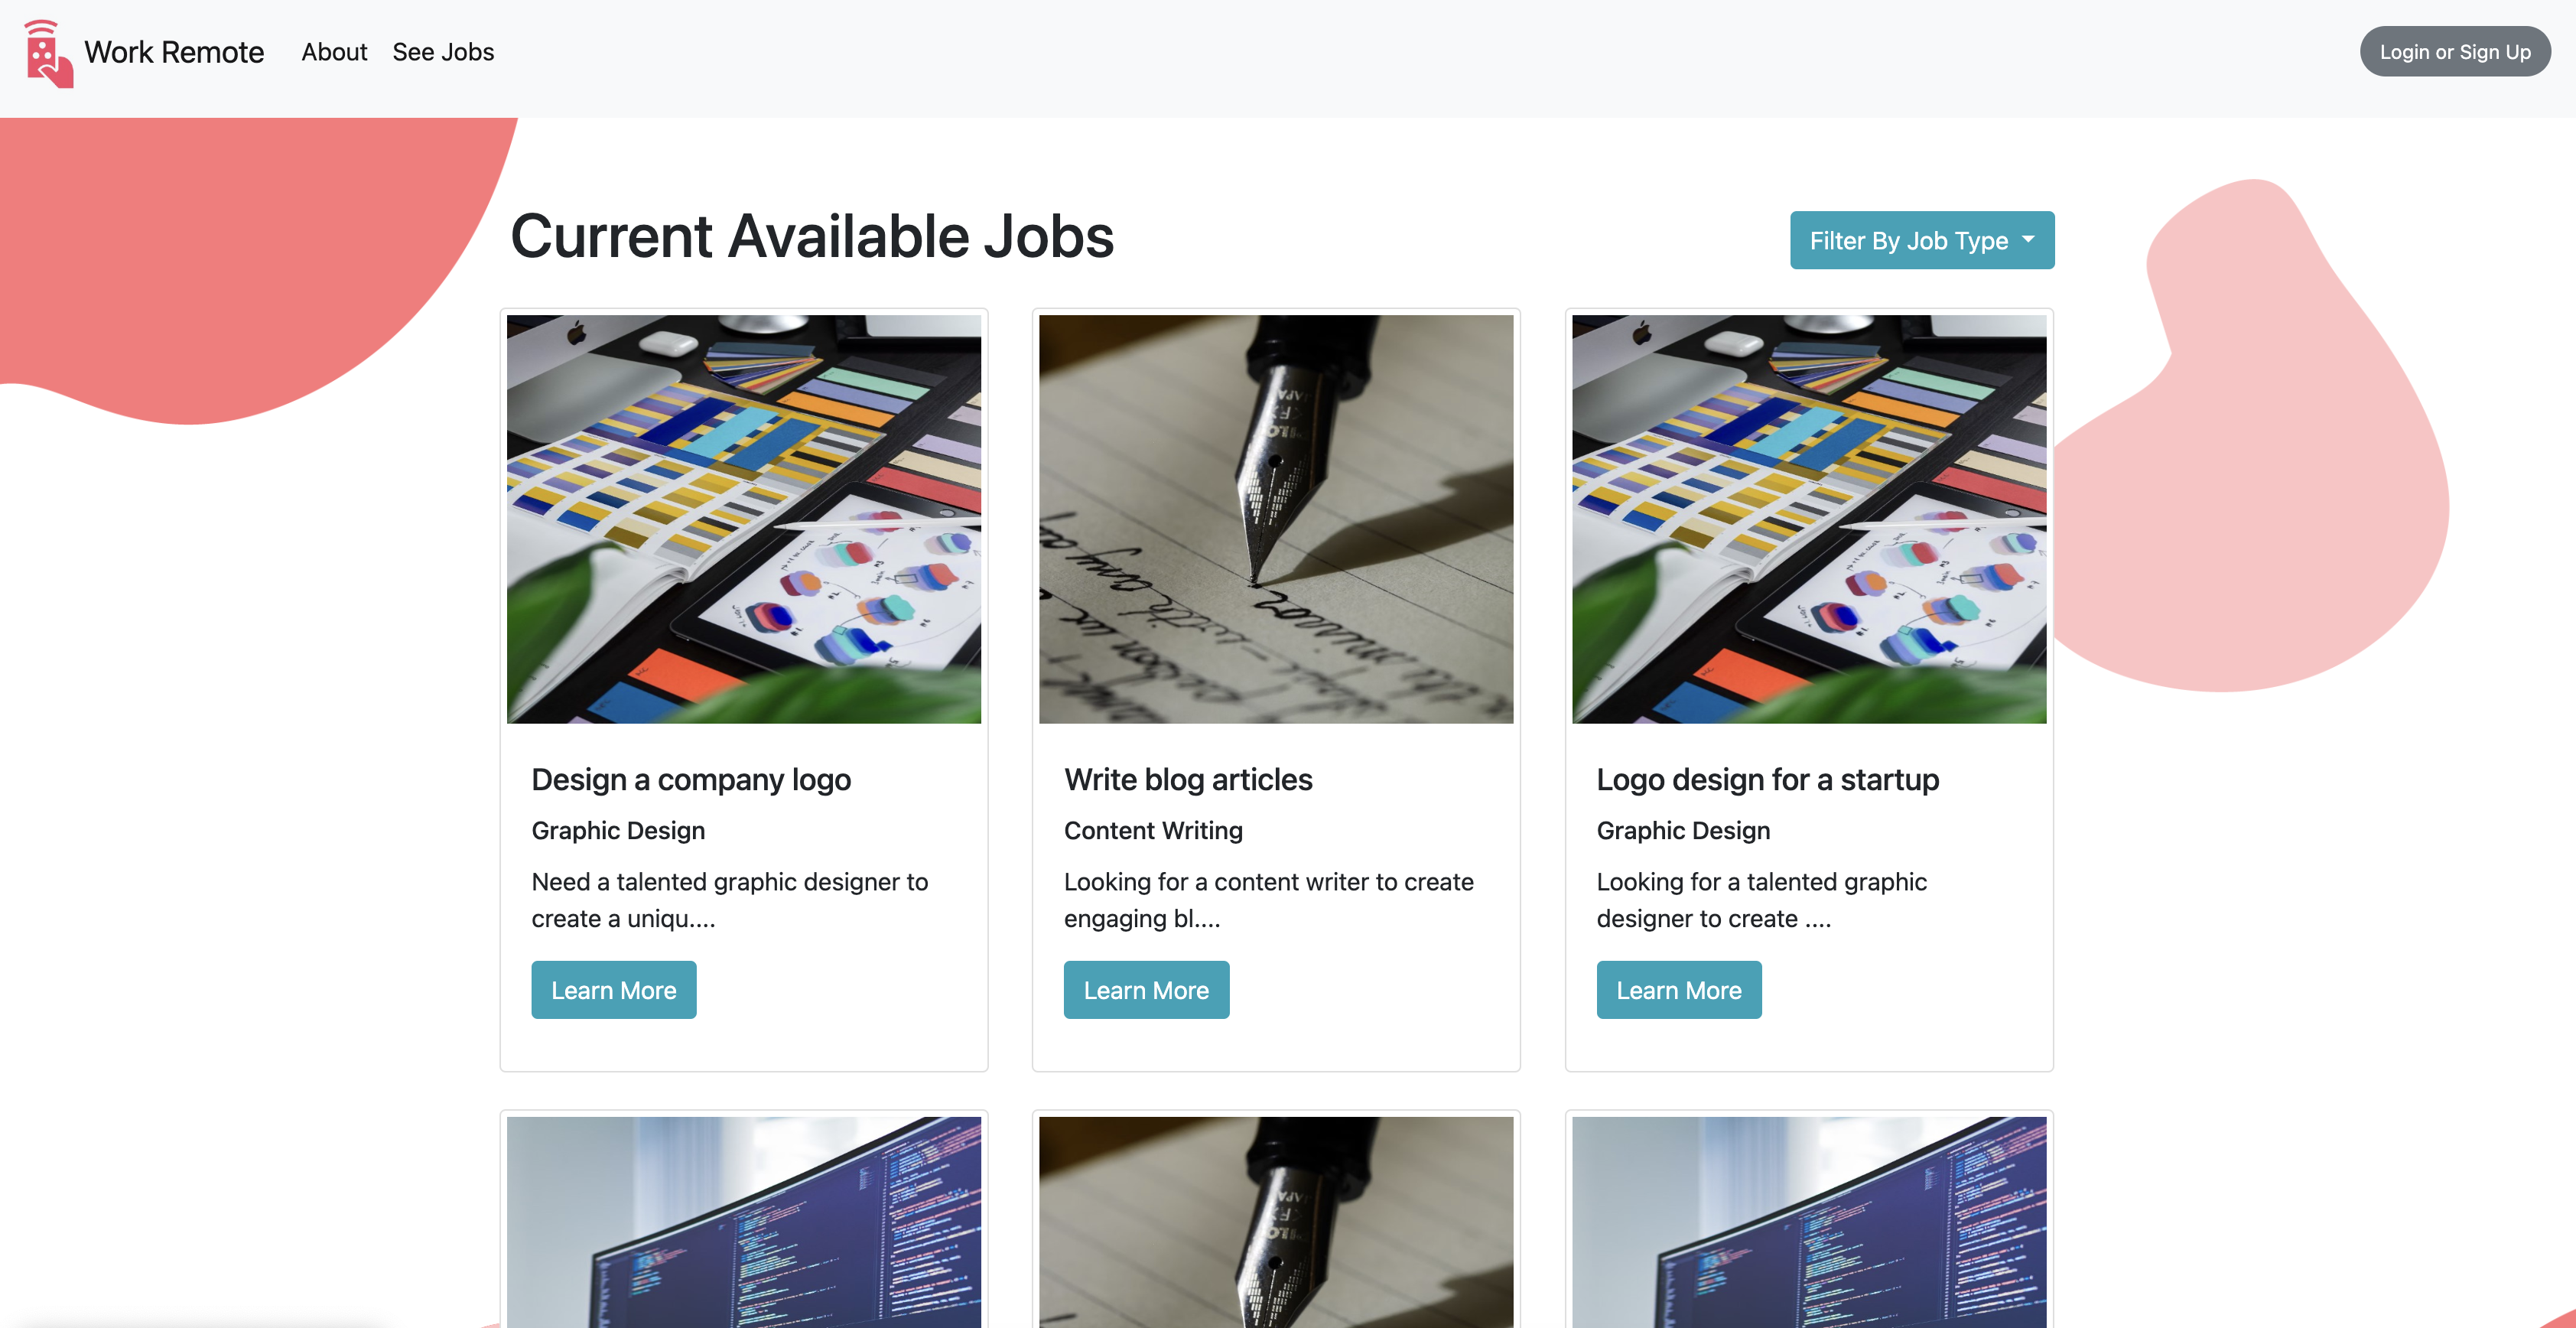 Work Remote
About
See Jobs
Login or Sign Up
Current Available Jobs
Filter By Job Type
Design a company logo
Graphic Design
Need a talented graphic designer to
create a uniqu....
Learn More
Write blog articles
Content Writing
Looking for a content writer to create
engaging bl....
Learn More
Logo design for a startup
Graphic Design
Looking for a talented graphic
designer to create ....
Learn More